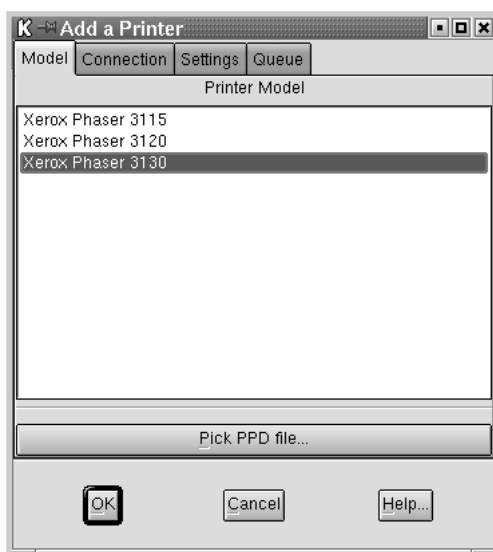 K Add a Printer
Model Connection Settings Queue
Printer Model
Xerox Phaser 3115
Xerox Phaser 3120
Xerox Phaser 3130
Pick PPD file...
OK Cancel Help...